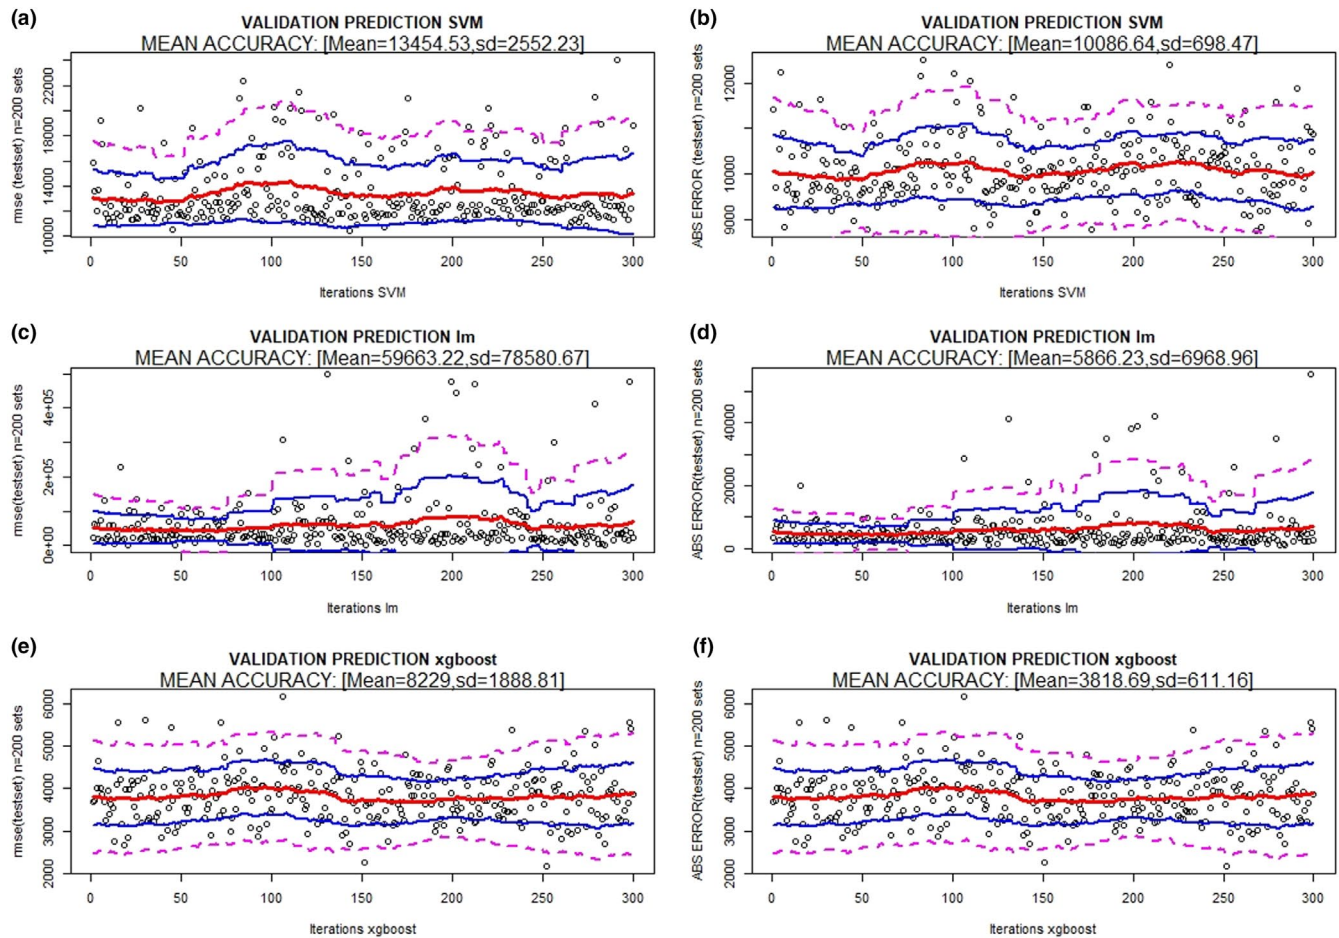 (a)
VALIDATION PREDICTION SVM
MEAN ACCURACY: [Mean=13454.53,sd=2552.23]
mse (testset) n=200 sets
10000
14000
18000
22000
0
50
100
150
200
250
300
Iterations SVM
(b)
VALIDATION PREDICTION SVM
MEAN ACCURACY: [Mean=10086.64,sd=698.47]
ABS ERROR (testset) n=200 sets
9000
10000
11000
12000
0
50
100
150
200
250
300
Iterations SVM
(c)
VALIDATION PREDICTION lm
MEAN ACCURACY: [Mean=59663.22,sd=78580.67]
mse(testset) n=200 sets
0e+00
2e+05
4e+05
0
50
100
150
200
250
300
Iterations lm
(d)
VALIDATION PREDICTION lm
MEAN ACCURACY: [Mean=5866.23,sd=6968.96]
ABS ERROR(testset) n=200 sets
0
20000
40000
0
50
100
150
200
250
300
Iterations lm
(e)
VALIDATION PREDICTION xgboost
MEAN ACCURACY: [Mean=8229,sd=1888.81]
mse(testset) n=200 sets
2000
3000
4000
5000
6000
0
50
100
150
200
250
300
Iterations xgboost
(f)
VALIDATION PREDICTION xgboost
MEAN ACCURACY: [Mean=3818.69,sd=611.16]
ABS ERROR(testset) n=200 sets
2000
3000
4000
5000
6000
0
50
100
150
200
250
300
Iterations xgboost